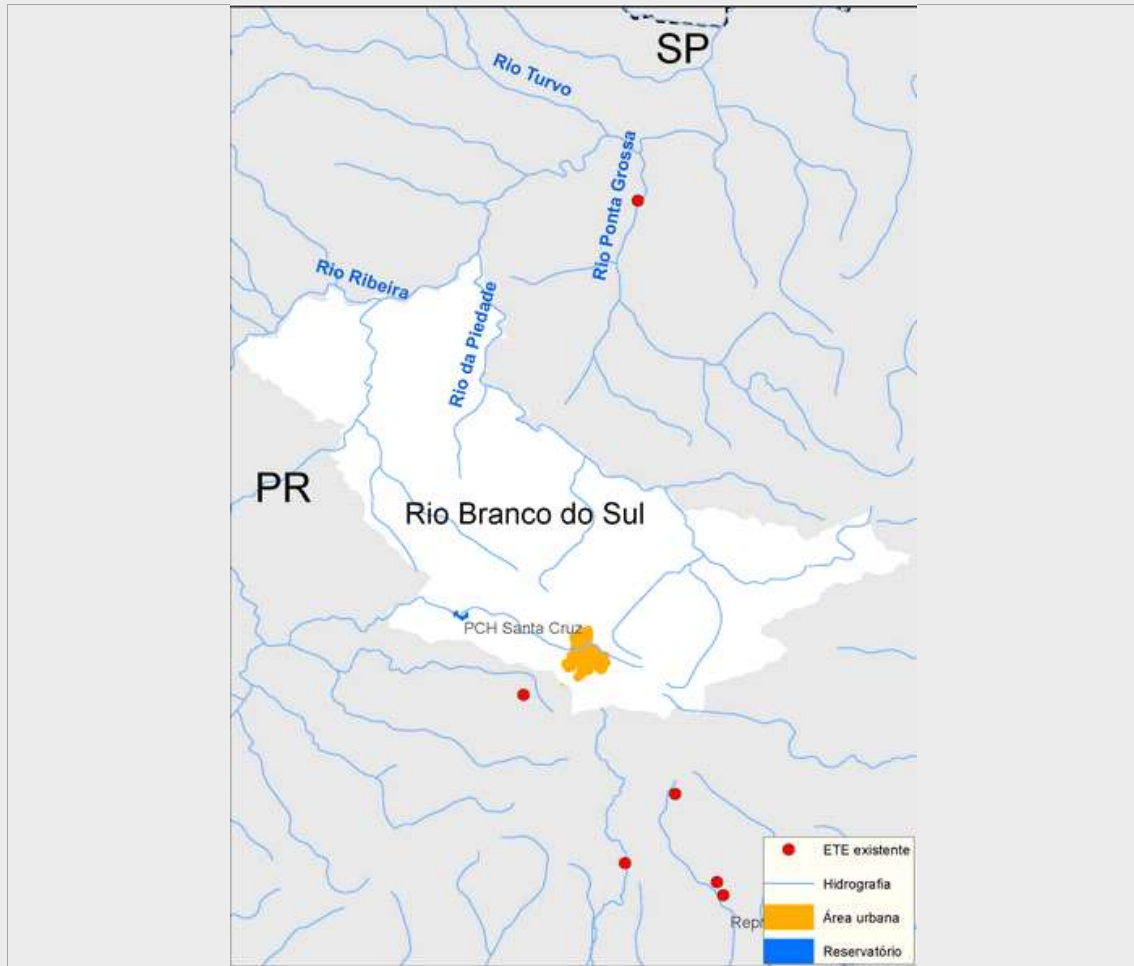 SP
Rio Turvo
Rio Ponta Grossa
Rio Ribeira
Rio da Piedade
PR
Rio Branco do Sul
PCH Santa Cruz
ETE existente
Hidrografia
Área urbana
Reservatório